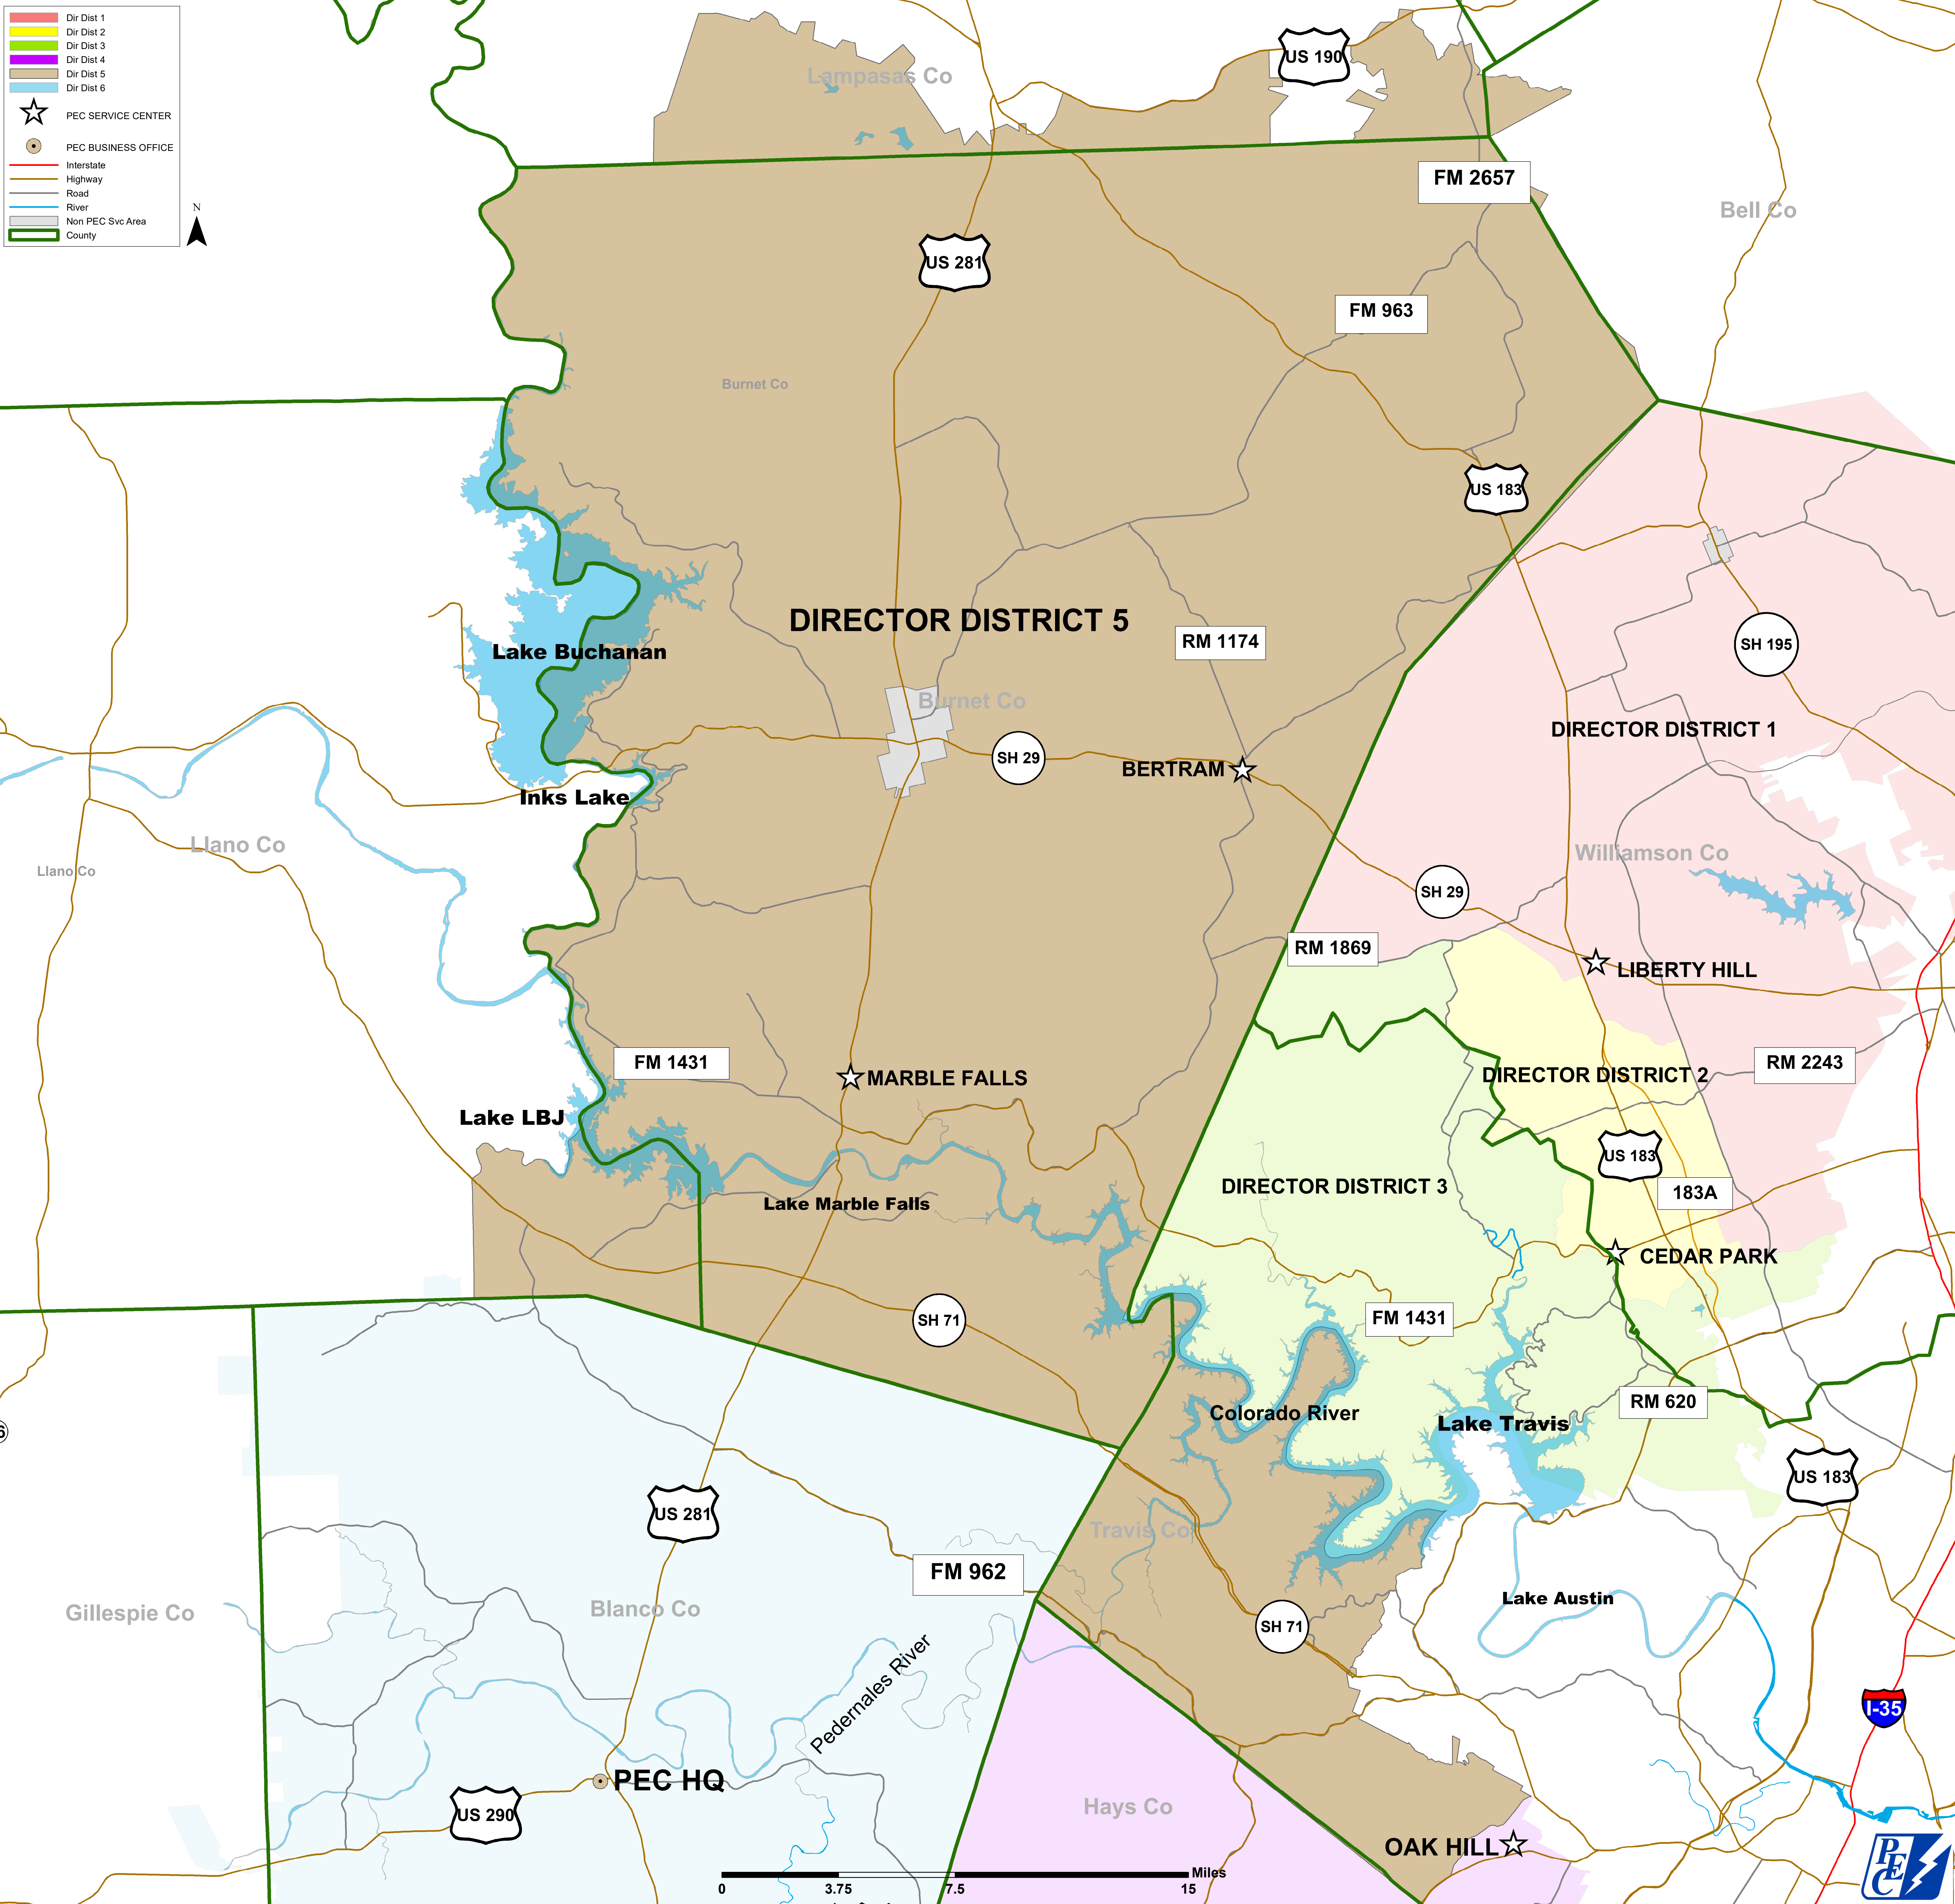 Dir Dist 1
Dir Dist 2
Dir Dist 3
Dir Dist 4
Dir Dist 5
Dir Dist 6
PEC SERVICE CENTER
PEC BUSINESS OFFICE
Interstate
Highway
Road
River
Non PEC Svc Area
County
N
Lampasas Co
US 190
FM 2657
Bell Co
US 281
FM 963
Burnet Co
US 183
DIRECTOR DISTRICT 5
Lake Buchanan
RM 1174
SH 195
Burnet Co
DIRECTOR DISTRICT 1
SH 29
BERTRAM
Inks Lake
Llano Co
Llano Co
Williamson Co
SH 29
RM 1869
LIBERTY HILL
FM 1431
MARBLE FALLS
RM 2243
DIRECTOR DISTRICT 2
Lake LBJ
US 183
DIRECTOR DISTRICT 3
183A
Lake Marble Falls
CEDAR PARK
SH 71
FM 1431
RM 620
Colorado River
Lake Travis
6
US 183
US 281
Travis Co
FM 962
Lake Austin
Gillespie Co
Blanco Co
SH 71
Pedernales River
I-35
PEC HQ
US 290
Hays Co
OAK HILL
Miles
0 3.75 7.5 15
PEC